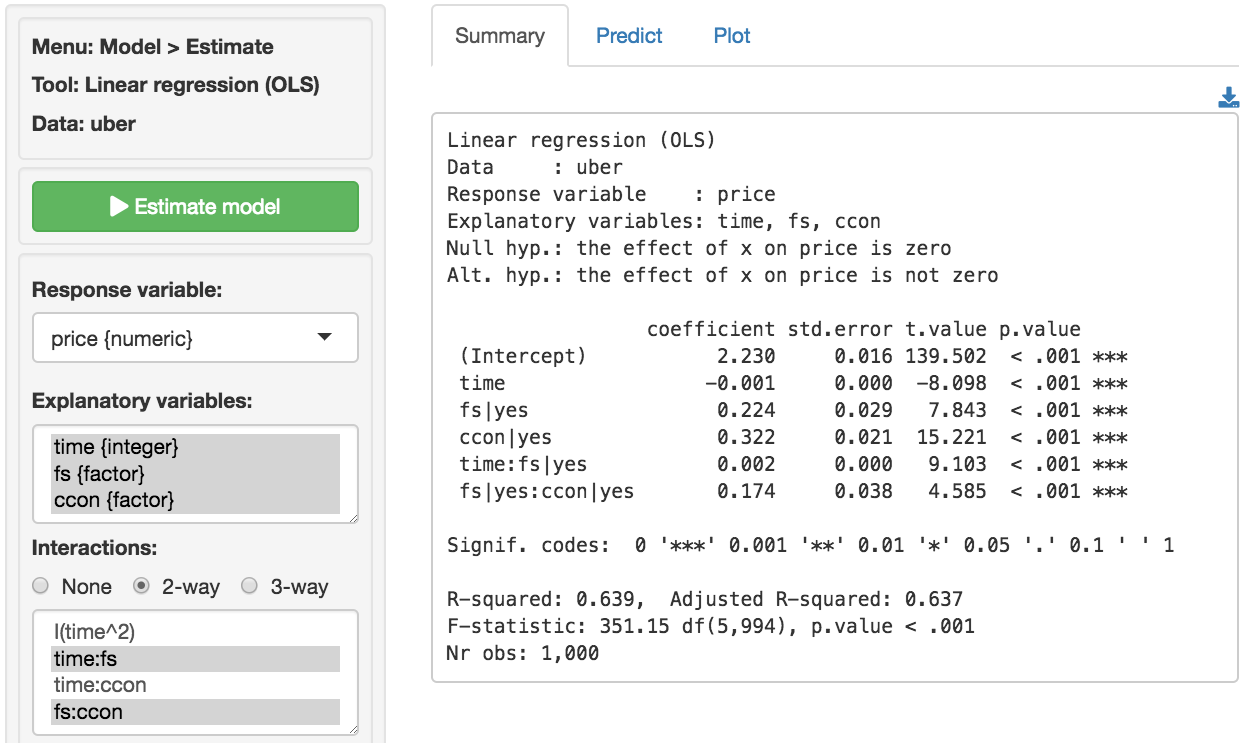 Menu: Model > Estimate
Tool: Linear regression (OLS)
Data: uber
Estimate model
Response variable:
price {numeric}
Explanatory variables:
time {integer}
fs {factor}
ccon {factor}
Interactions:
None 2-way 3-way
I(time^2)
time:fs
time:ccon
fs:ccon
Summary Predict Plot
Linear regression (OLS)
Data     : uber
Response variable    : price
Explanatory variables: time, fs, ccon
Null hyp.: the effect of x on price is zero
Alt. hyp.: the effect of x on price is not zero
coefficient std.error t.value p.value
(Intercept) 2.230 0.016 139.502 < .001 ***
time -0.001 0.000 -8.098 < .001 ***
fs|yes 0.224 0.029 7.843 < .001 ***
ccon|yes 0.322 0.021 15.221 < .001 ***
time:fs|yes 0.002 0.000 9.103 < .001 ***
fs|yes:ccon|yes 0.174 0.038 4.585 < .001 ***
Signif. codes:  0 '***' 0.001 '**' 0.01 '*' 0.05 '.' 0.1 ' ' 1
R-squared: 0.639,  Adjusted R-squared: 0.637
F-statistic: 351.15 df(5,994), p.value < .001
Nr obs: 1,000